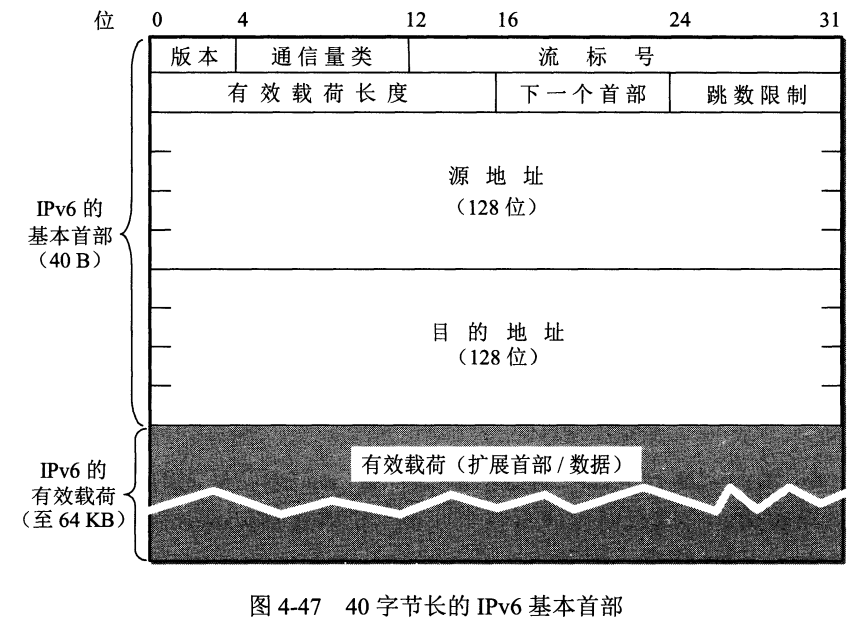 位 0 4 12 16 24 31
版本 通信量类 流标号
有效载荷长度 下一个首部 跳数限制
源地址
(128 位)
IPv6 的
基本首部
(40 B)
目的地址
(128 位)
有效载荷（扩展首部 / 数据）
IPv6 的
有效载荷
(至 64 KB)
图 4-47 40 字节长的 IPv6 基本首部